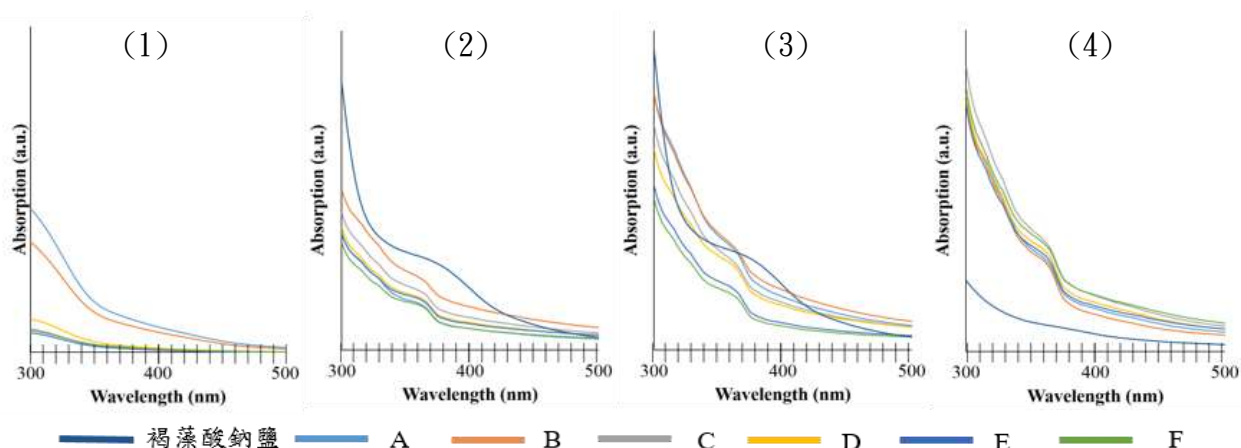 (1)
(2)
(3)
(4)
Absorption (a.u.)
Absorption (a.u.)
Absorption (a.u.)
Absorption (a.u.)
300 400 500
300 400 500
300 400 500
300 400 500
Wavelength (nm)
Wavelength (nm)
Wavelength (nm)
Wavelength (nm)
褐藻酸鈉鹽 A B C D E F